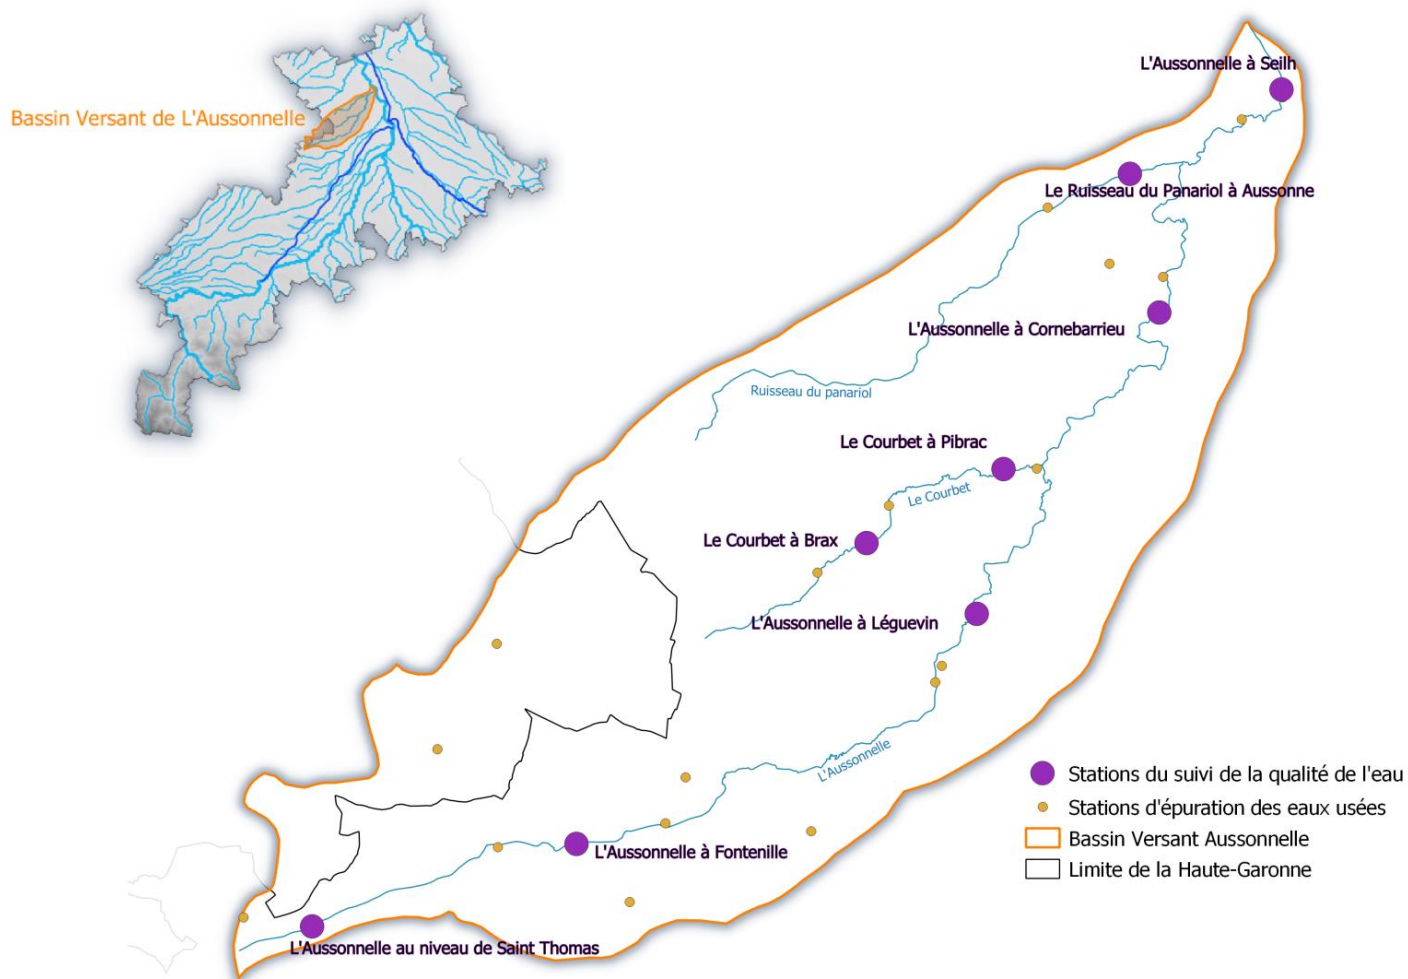 L'Aussonnelle à Seilh
Bassin Versant de L'Aussonnelle
Le Ruisseau du Panariol à Aussonne
L'Aussonnelle à Cornebarrieu
Ruisseau du panariol
Le Courbet à Pibrac
Le Courbet
Le Courbet à Brax
L'Aussonnelle à Léguevin
L'Aussonnelle
Stations du suivi de la qualité de l'eau
Stations d'épuration des eaux usées
Bassin Versant Aussonnelle
L'Aussonnelle à Fontenille
Limite de la Haute-Garonne
L'Aussonnelle au niveau de Saint Thomas